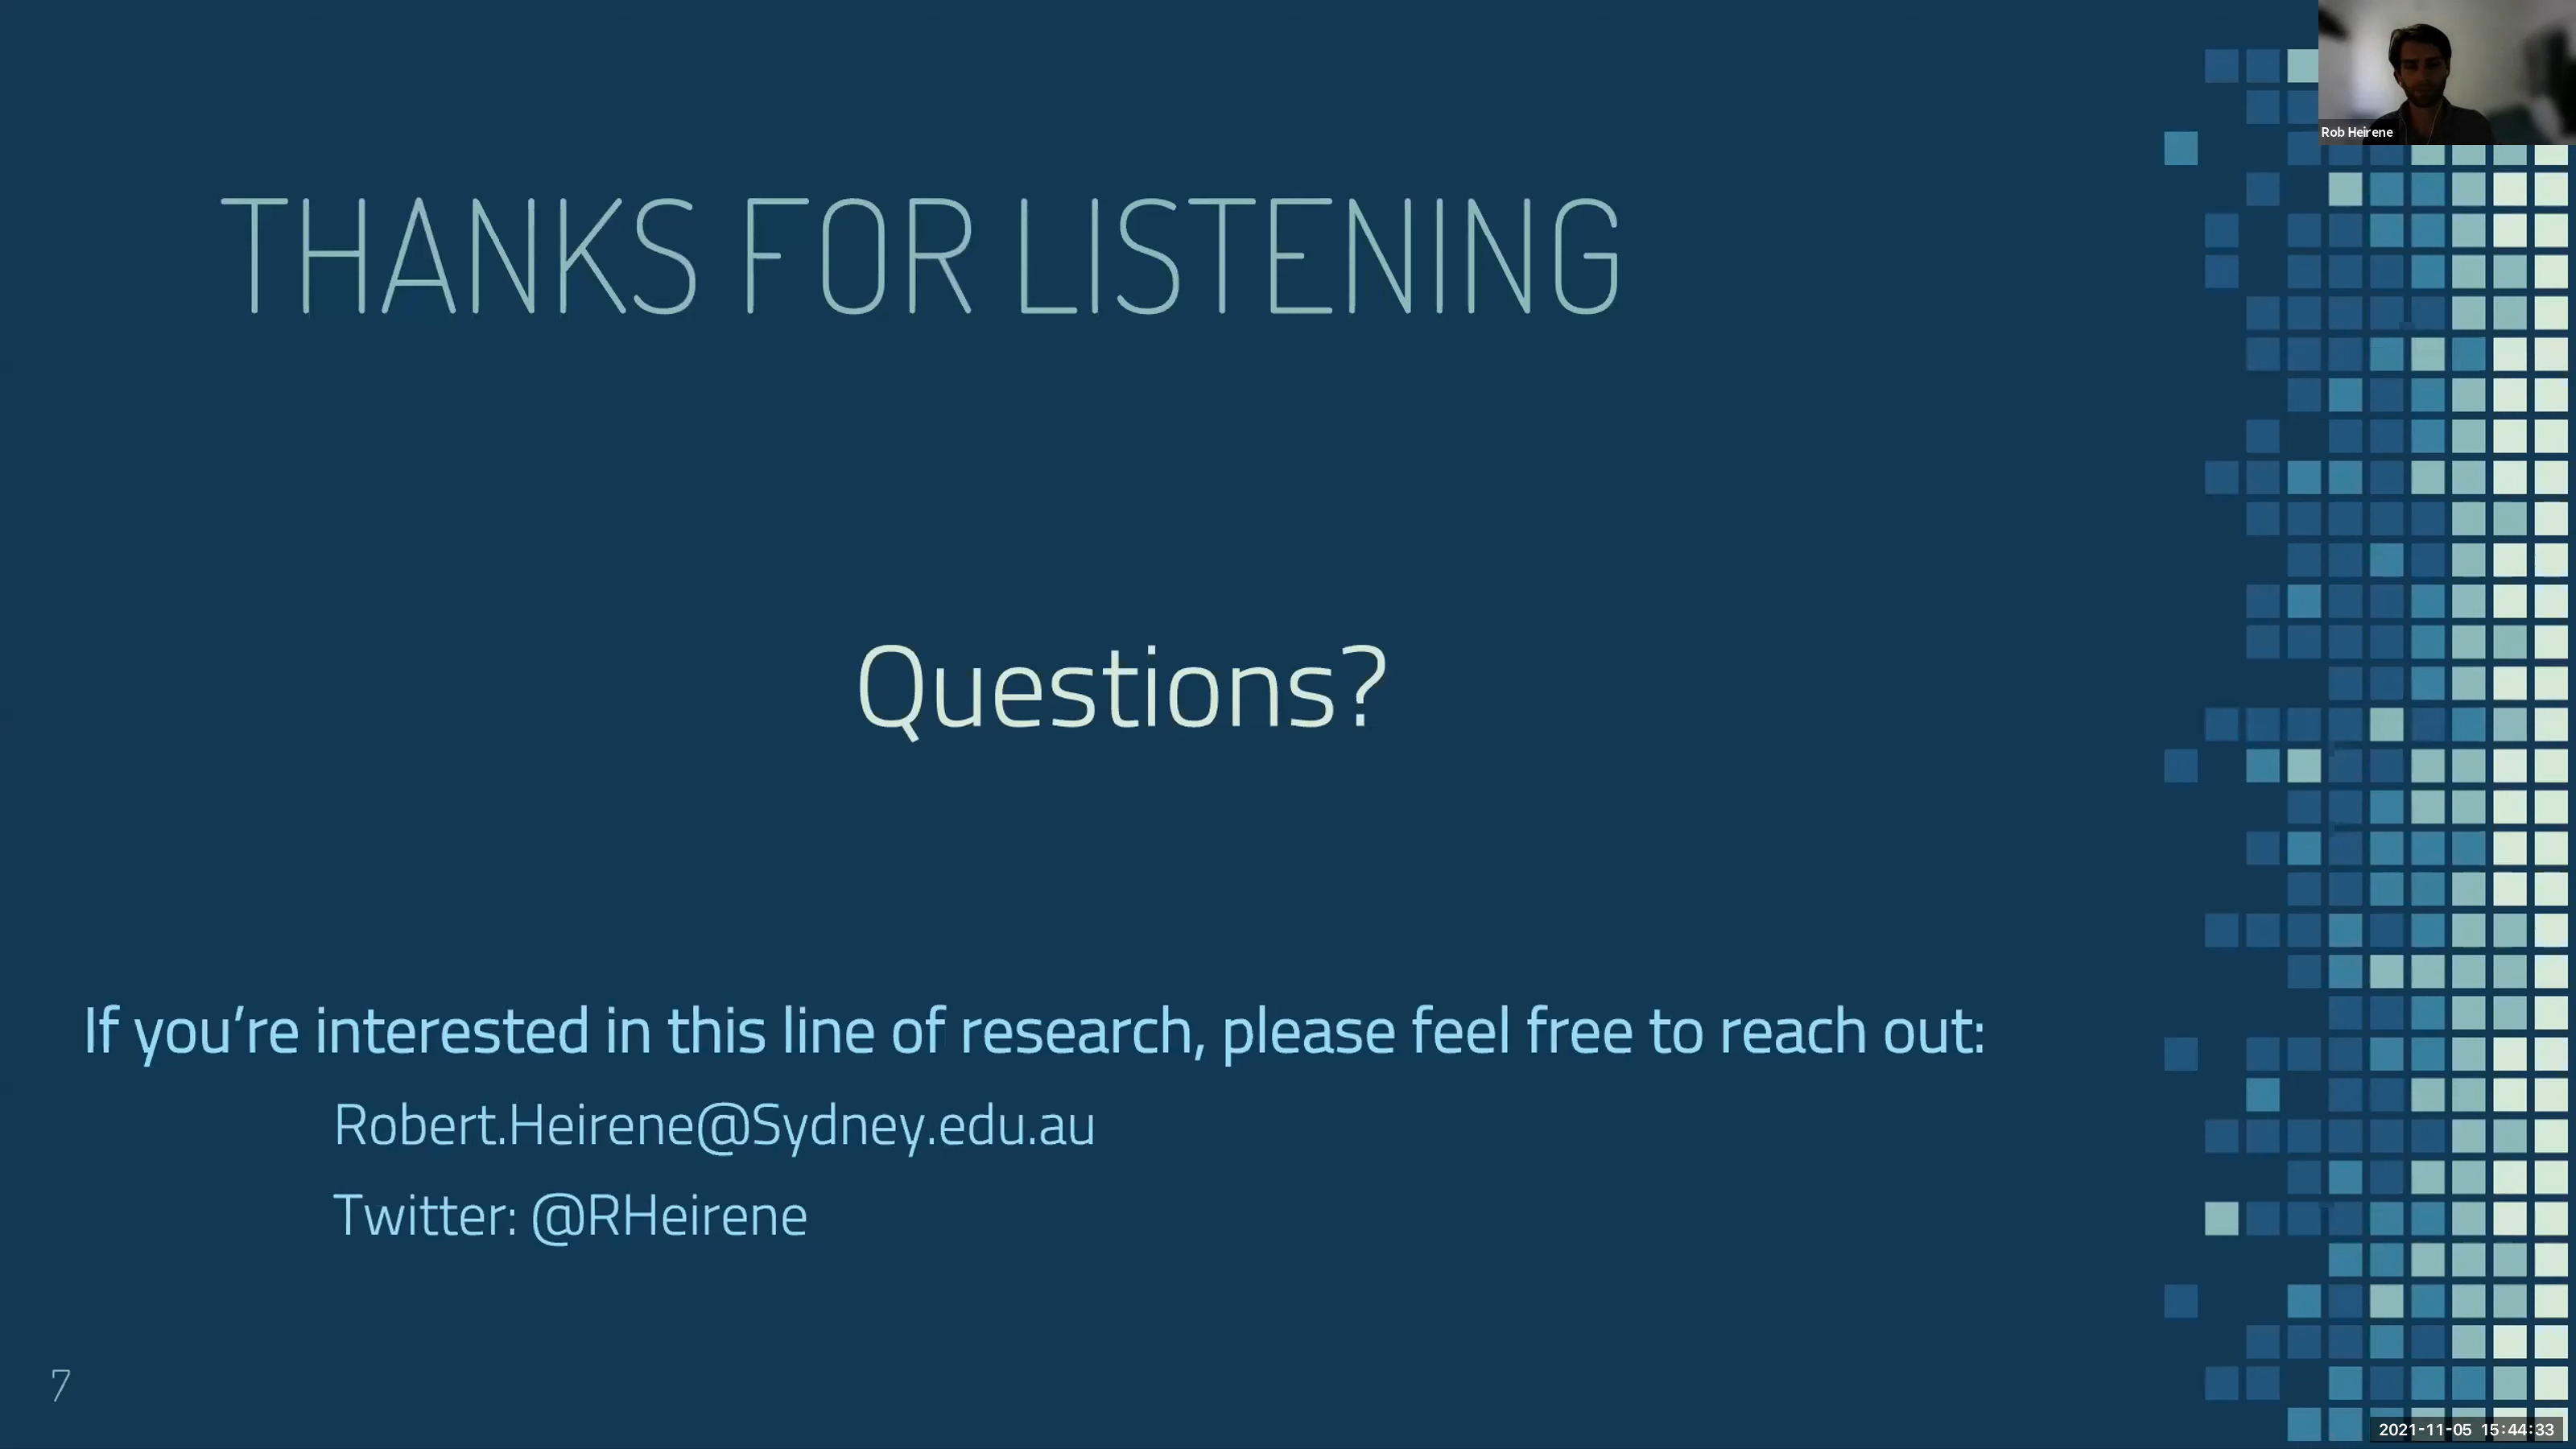 Rob Heirene
THANKS FOR LISTENING
Questions?
If you’re interested in this line of research, please feel free to reach out:
Robert.Heirene@Sydney.edu.au
Twitter: @RHeirene
7
2021-11-05 15:44:33